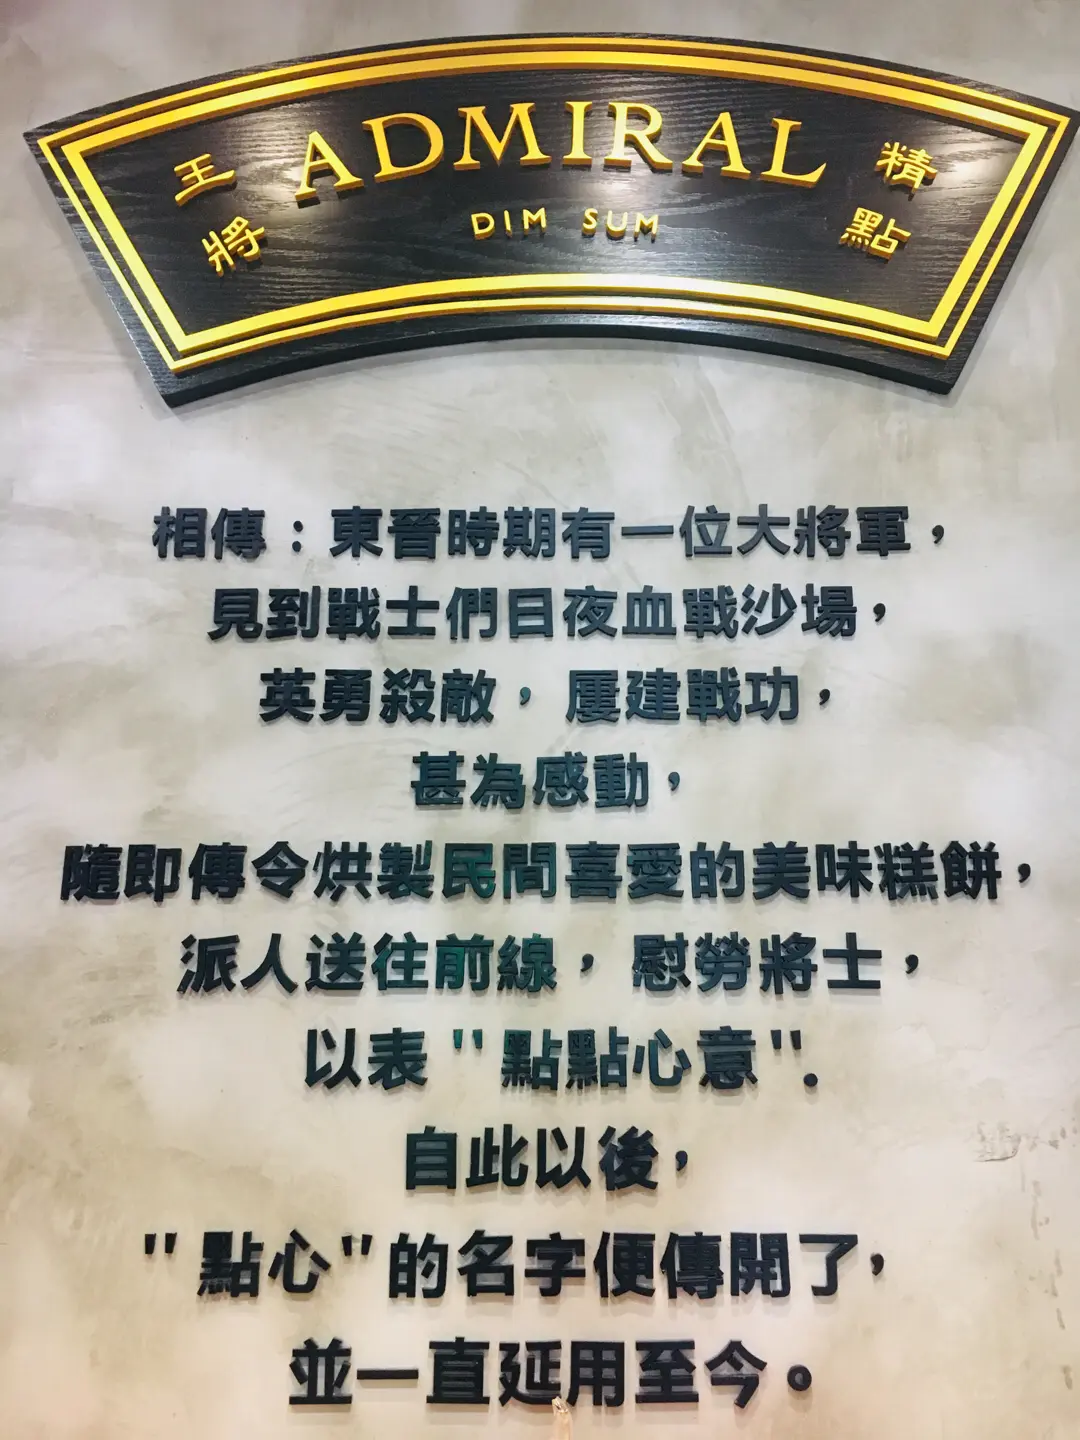 王將 ADMIRAL 精點
DIM SUM
相傳：東晉時期有一位大將軍，
見到戰士們日夜血戰沙場，
英勇殺敵，屢建戰功，
甚為感動，
隨即傳令烘製民間喜愛的美味糕餅，
派人送往前線，慰勞將士，
以表"點點心意".
自此以後，
"點心"的名字便傳開了，
並一直延用至今。